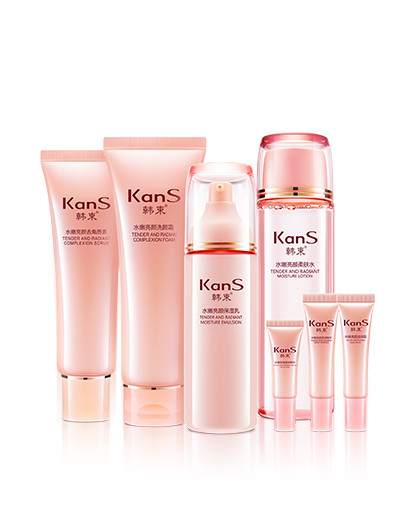 KanS
韩束®
水嫩亮颜去角质素
TENDER AND RADIANT
COMPLEXION SCRUB
KanS
韩束®
水嫩亮颜洗颜霜
TENDER AND RADIANT
COMPLEXION FOAM
KanS
韩束®
水嫩亮颜保湿乳
TENDER AND RADIANT
MOISTURE EMULSION
KanS
韩束®
水嫩亮颜柔肤水
TENDER AND RADIANT
MOISTURE LOTION
KanS
韩束
KanS
韩束
KanS
韩束